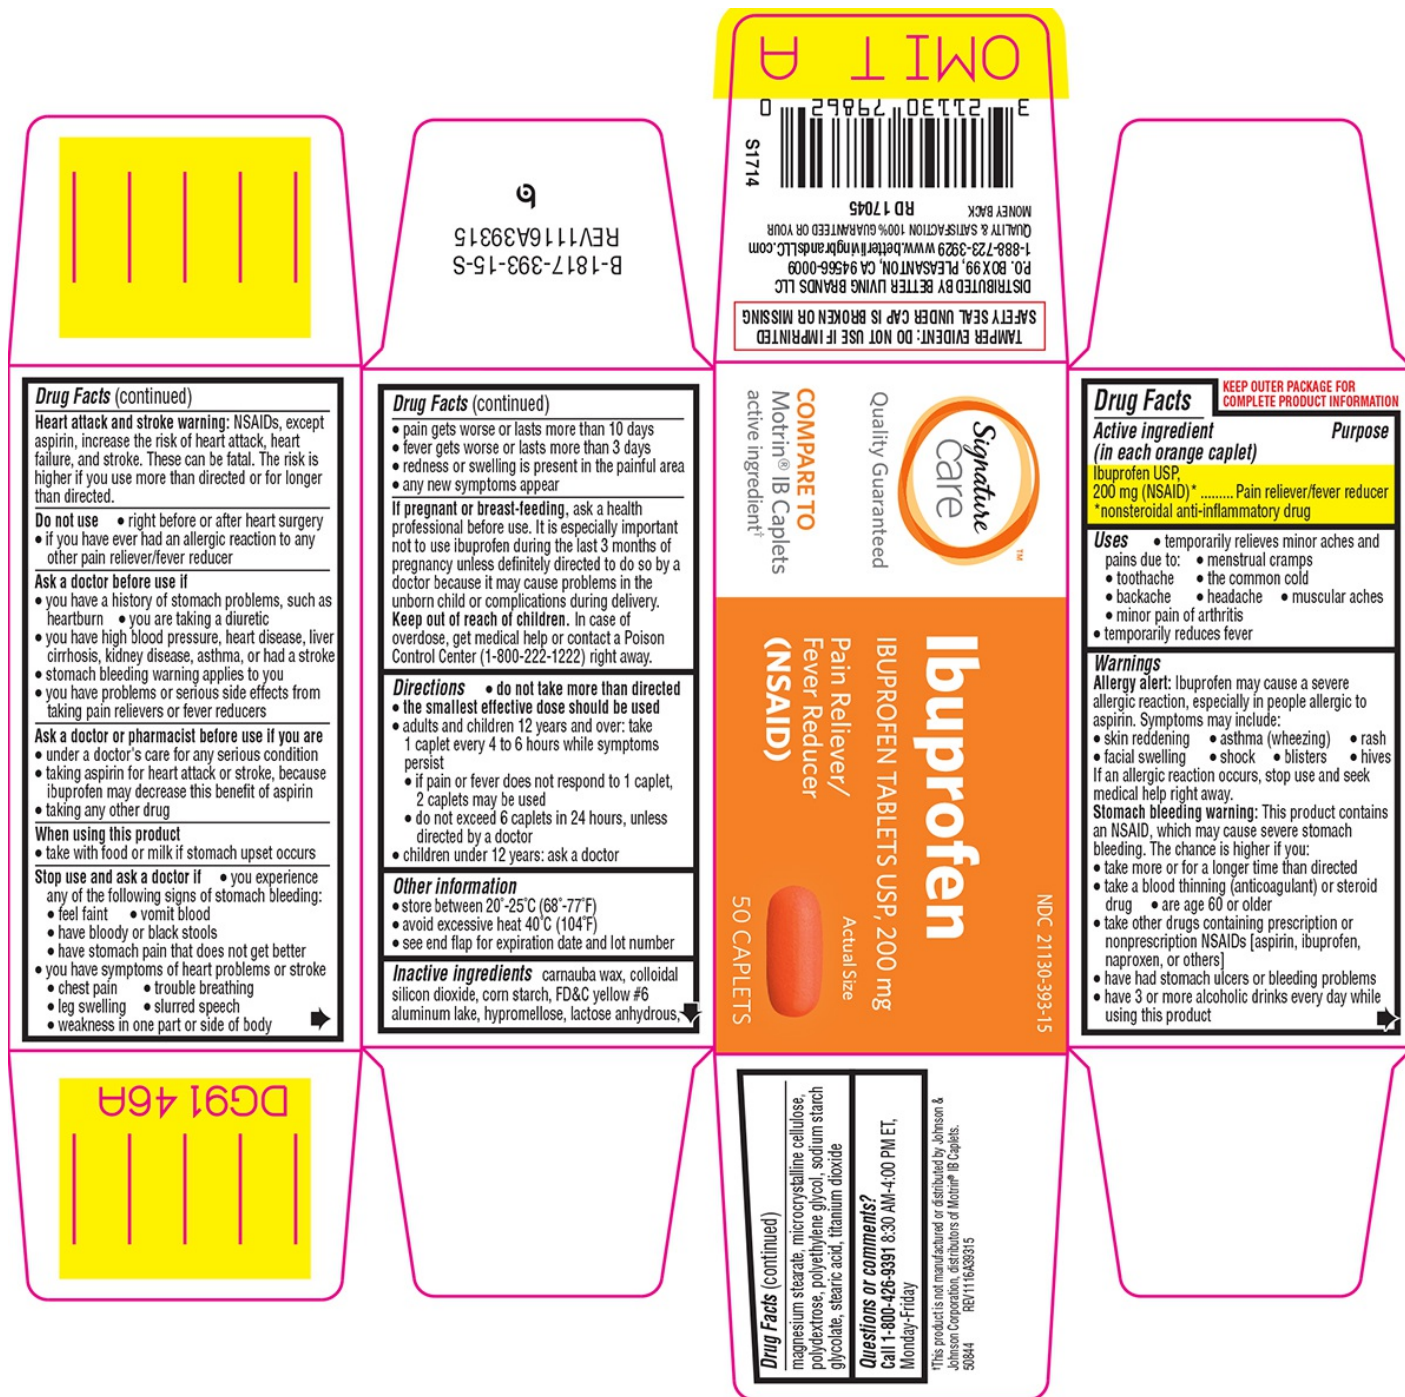 OMIT A
3 21130 79862 0
S1714
RD 17045
MONEY BACK
QUALITY & SATISFACTION 100% GUARANTEED OR YOUR
1-888-723-3929 www.betterlivingbrandsLLC.com
P.O. BOX 99, PLEASANTON, CA 94566-0009
DISTRIBUTED BY BETTER LIVING BRANDS LLC
TAMPER EVIDENT: DO NOT USE IF IMPRINTED
SAFETY SEAL UNDER CAP IS BROKEN OR MISSING
B-1817-393-15-S
REV1116A39315
b
Drug Facts (continued)
Heart attack and stroke warning: NSAIDs, except
aspirin, increase the risk of heart attack, heart
failure, and stroke. These can be fatal. The risk is
higher if you use more than directed or for longer
than directed.
Do not use • right before or after heart surgery
• if you have ever had an allergic reaction to any
other pain reliever/fever reducer
Ask a doctor before use if
• you have a history of stomach problems, such as
heartburn • you are taking a diuretic
• you have high blood pressure, heart disease, liver
cirrhosis, kidney disease, asthma, or had a stroke
• stomach bleeding warning applies to you
• you have problems or serious side effects from
taking pain relievers or fever reducers
Ask a doctor or pharmacist before use if you are
• under a doctor's care for any serious condition
• taking aspirin for heart attack or stroke, because
ibuprofen may decrease this benefit of aspirin
• taking any other drug
When using this product
• take with food or milk if stomach upset occurs
Stop use and ask a doctor if • you experience
any of the following signs of stomach bleeding:
• feel faint • vomit blood
• have bloody or black stools
• have stomach pain that does not get better
• you have symptoms of heart problems or stroke
• chest pain • trouble breathing
• leg swelling • slurred speech
• weakness in one part or side of body
DG9146A
Drug Facts (continued)
• pain gets worse or lasts more than 10 days
• fever gets worse or lasts more than 3 days
• redness or swelling is present in the painful area
• any new symptoms appear
If pregnant or breast-feeding, ask a health
professional before use. It is especially important
not to use ibuprofen during the last 3 months of
pregnancy unless definitely directed to do so by a
doctor because it may cause problems in the
unborn child or complications during delivery.
Keep out of reach of children. In case of
overdose, get medical help or contact a Poison
Control Center (1-800-222-1222) right away.
Directions • do not take more than directed
• the smallest effective dose should be used
• adults and children 12 years and over: take
1 caplet every 4 to 6 hours while symptoms
persist
• if pain or fever does not respond to 1 caplet,
2 caplets may be used
• do not exceed 6 caplets in 24 hours, unless
directed by a doctor
• children under 12 years: ask a doctor
Other information
• store between 20°-25°C (68°-77°F)
• avoid excessive heat 40°C (104°F)
• see end flap for expiration date and lot number
Inactive ingredients carnauba wax, colloidal
silicon dioxide, corn starch, FD&C yellow #6
aluminum lake, hypromellose, lactose anhydrous,
Signature
care™
Quality Guaranteed
COMPARE TO
Motrin® IB Caplets
active ingredient†
NDC 21130-393-15
Ibuprofen
IBUPROFEN TABLETS USP, 200 mg
Pain Reliever/
Fever Reducer
(NSAID)
Actual Size
50 CAPLETS
Drug Facts (continued)
magnesium stearate, microcrystalline cellulose,
polydextrose, polyethylene glycol, sodium starch
glycolate, stearic acid, titanium dioxide
Questions or comments?
Call 1-800-426-9391 8:30 AM-4:00 PM ET,
Monday-Friday
†This product is not manufactured or distributed by Johnson &
Johnson Corporation, distributors of Motrin® IB Caplets.
50844 REV1116A39315
KEEP OUTER PACKAGE FOR
COMPLETE PRODUCT INFORMATION
Drug Facts
Active ingredient Purpose
(in each orange caplet)
Ibuprofen USP,
200 mg (NSAID)* ......... Pain reliever/fever reducer
*nonsteroidal anti-inflammatory drug
Uses • temporarily relieves minor aches and
pains due to: • menstrual cramps
• toothache • the common cold
• backache • headache • muscular aches
• minor pain of arthritis
• temporarily reduces fever
Warnings
Allergy alert: Ibuprofen may cause a severe
allergic reaction, especially in people allergic to
aspirin. Symptoms may include:
• skin reddening • asthma (wheezing) • rash
• facial swelling • shock • blisters • hives
If an allergic reaction occurs, stop use and seek
medical help right away.
Stomach bleeding warning: This product contains
an NSAID, which may cause severe stomach
bleeding. The chance is higher if you:
• take more or for a longer time than directed
• take a blood thinning (anticoagulant) or steroid
drug • are age 60 or older
• take other drugs containing prescription or
nonprescription NSAIDs [aspirin, ibuprofen,
naproxen, or others]
• have had stomach ulcers or bleeding problems
• have 3 or more alcoholic drinks every day while
using this product